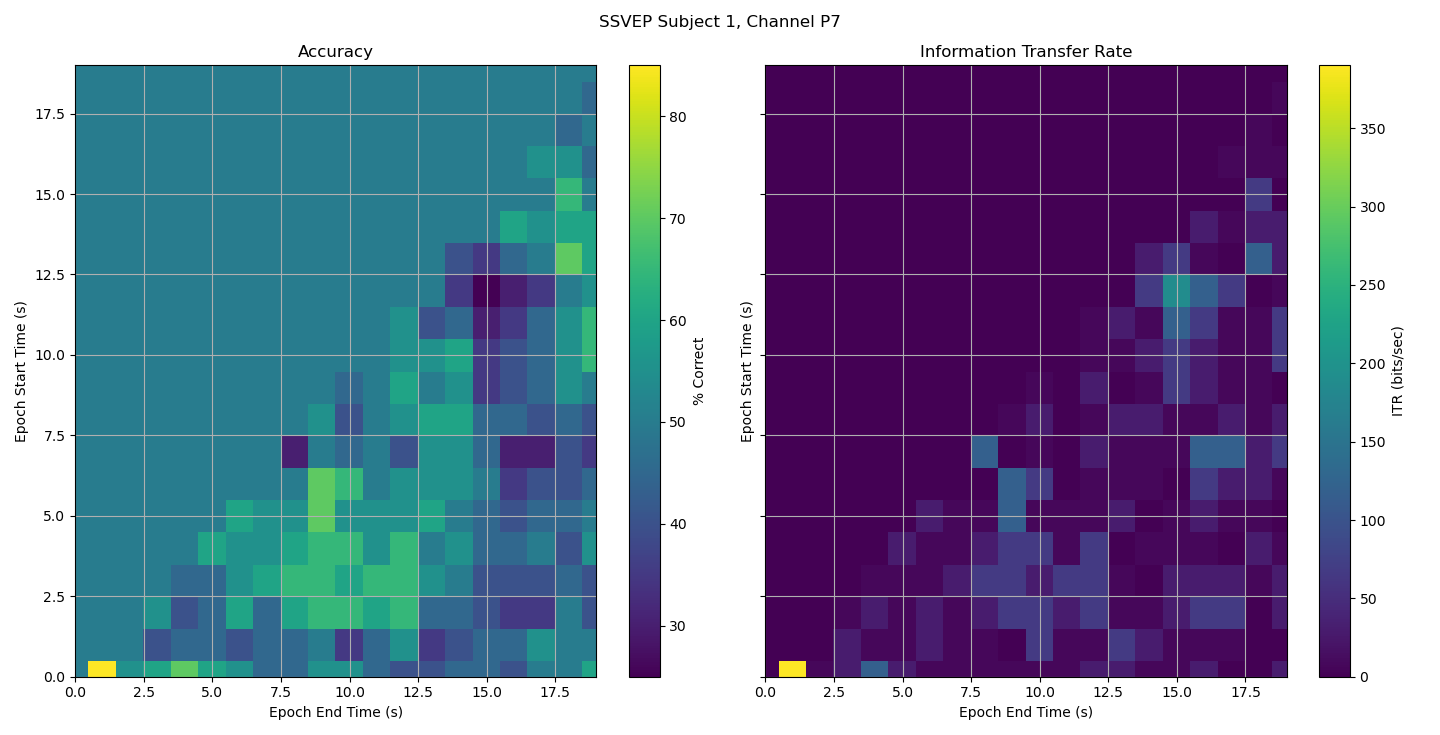 SSVEP Subject 1, Channel P7
Accuracy
Information Transfer Rate
17.5
15.0
12.5
10.0
7.5
5.0
2.5
0.0
Epoch Start Time (s)
0.0 2.5 5.0 7.5 10.0 12.5 15.0 17.5
Epoch End Time (s)
80
70
60
50
40
30
% Correct
Epoch Start Time (s)
0.0 2.5 5.0 7.5 10.0 12.5 15.0 17.5
Epoch End Time (s)
350
300
250
200
150
100
50
0
ITR (bits/sec)